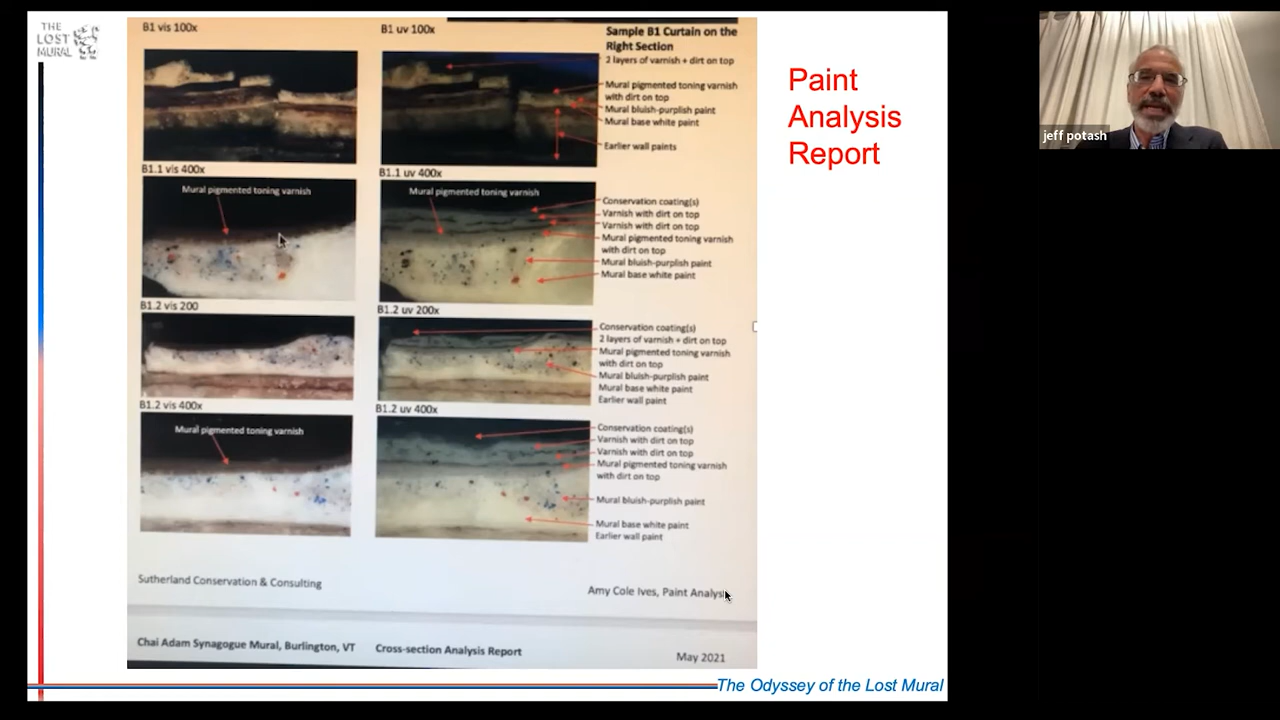 THE
LOST
MURAL
B1 vis 100x
B1 uv 100x
Sample B1 Curtain on the
Right Section
2 layers of varnish + dirt on top
Mural pigmented toning varnish
with dirt on top
Mural bluish-purplish paint
Mural base white paint
Earlier wall paints
B1.1 vis 400x
Mural pigmented toning varnish
B1.1 uv 400x
Mural pigmented toning varnish
Conservation coating(s)
Varnish with dirt on top
Varnish with dirt on top
Mural pigmented toning varnish
with dirt on top
Mural bluish-purplish paint
Mural base white paint
B1.2 vis 200
B1.2 uv 200x
Conservation coating(s)
2 layers of varnish + dirt on top
Mural pigmented toning varnish
with dirt on top
Mural bluish-purplish paint
Mural base white paint
Earlier wall paint
B1.2 vis 400x
Mural pigmented toning varnish
B1.2 uv 400x
Conservation coating(s)
Varnish with dirt on top
Varnish with dirt on top
Mural pigmented toning varnish
with dirt on top
Mural bluish-purplish paint
Mural base white paint
Earlier wall paint
Sutherland Conservation & Consulting
Amy Cole Ives, Paint Analyst
Chai Adam Synagogue Mural, Burlington, VT
Cross-section Analysis Report
May 2021
Paint
Analysis
Report
The Odyssey of the Lost Mural
jeff potash